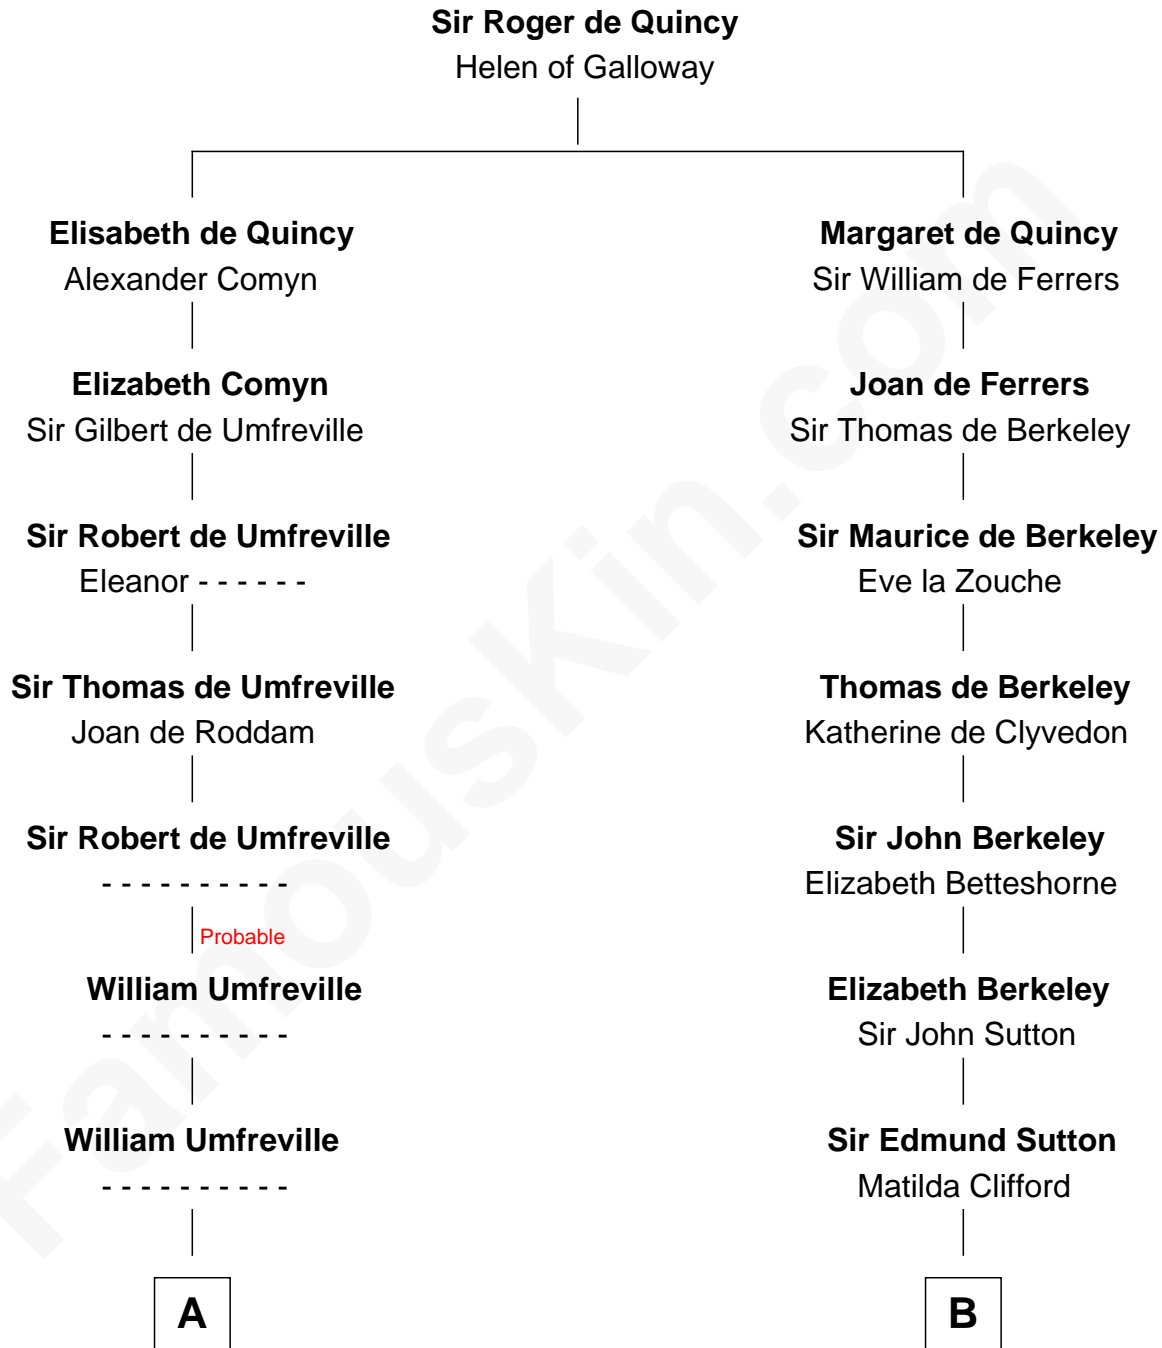 Sir Roger de Quincy
Helen of Galloway
Elisabeth de Quincy
Alexander Comyn
Margaret de Quincy
Sir William de Ferrers
Elizabeth Comyn
Sir Gilbert de Umfreville
Joan de Ferrers
Sir Thomas de Berkeley
Sir Robert de Umfreville
Eleanor - - - - - -
Sir Maurice de Berkeley
Eve la Zouche
Sir Thomas de Umfreville
Joan de Roddam
Thomas de Berkeley
Katherine de Clyvedon
Sir Robert de Umfreville
- - - - - - - - - -
Sir John Berkeley
Elizabeth Betteshorne
Probable
William Umfreville
- - - - - - - - - -
Elizabeth Berkeley
Sir John Sutton
William Umfreville
- - - - - - - - - -
Sir Edmund Sutton
Matilda Clifford
A
B
FamousKin.com